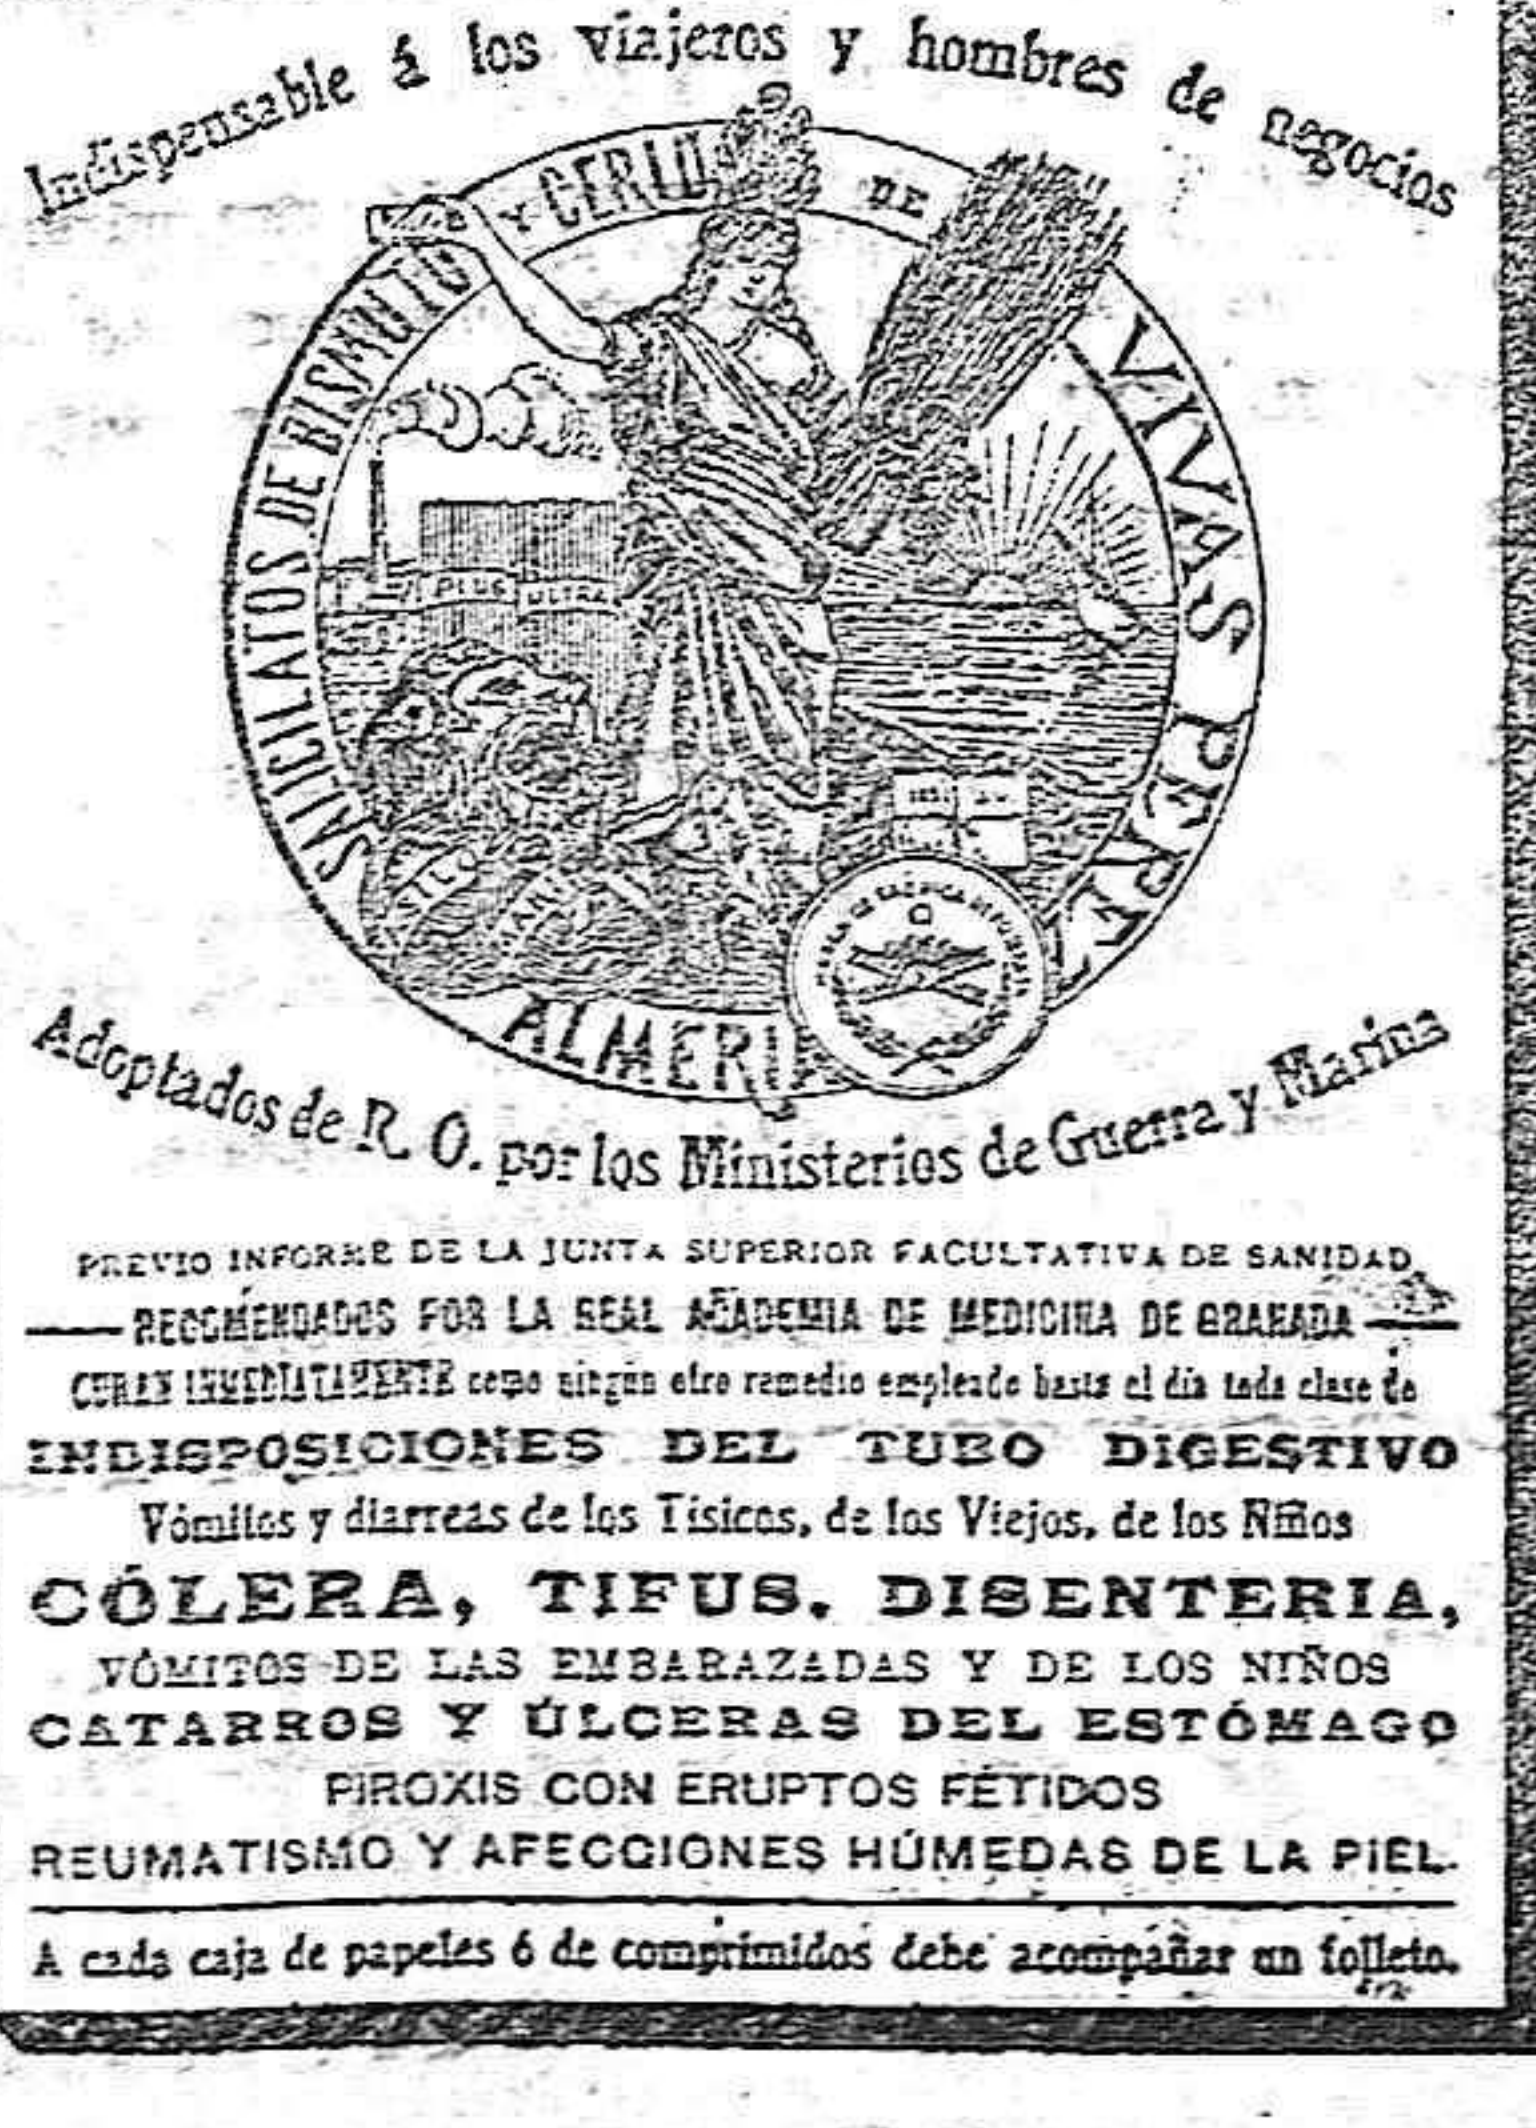 Indispensable á los viajeros y hombres de negocios
SALICILATOS DE BISMUTO Y CERIO DE VIVAS PEREZ
PLUS ULTRA
ALMERIA
Adoptados de R. O. por los Ministerios de Guerra y Marina
PREVIO INFORME DE LA JUNTA SUPERIOR FACULTATIVA DE SANIDAD
RECOMENDADOS POR LA REAL ACADEMIA DE MEDICINA DE GRANADA
CURAN INMEDIATAMENTE como ningún otro remedio empleado hasta el día toda clase de
INDISPOSICIONES DEL TUBO DIGESTIVO
Vómitos y diarreas de los Tísicos, de los Viejos, de los Niños
CÓLERA, TIFUS, DISENTERIA,
VÓMITOS DE LAS EMBARAZADAS Y DE LOS NIÑOS
CATARROS Y ÚLCERAS DEL ESTÓMAGO
PIROXIS CON ERUPTOS FÉTIDOS
REUMATISMO Y AFECCIONES HÚMEDAS DE LA PIEL.
A cada caja de papeles ó de comprimidos debe acompañar un folleto.